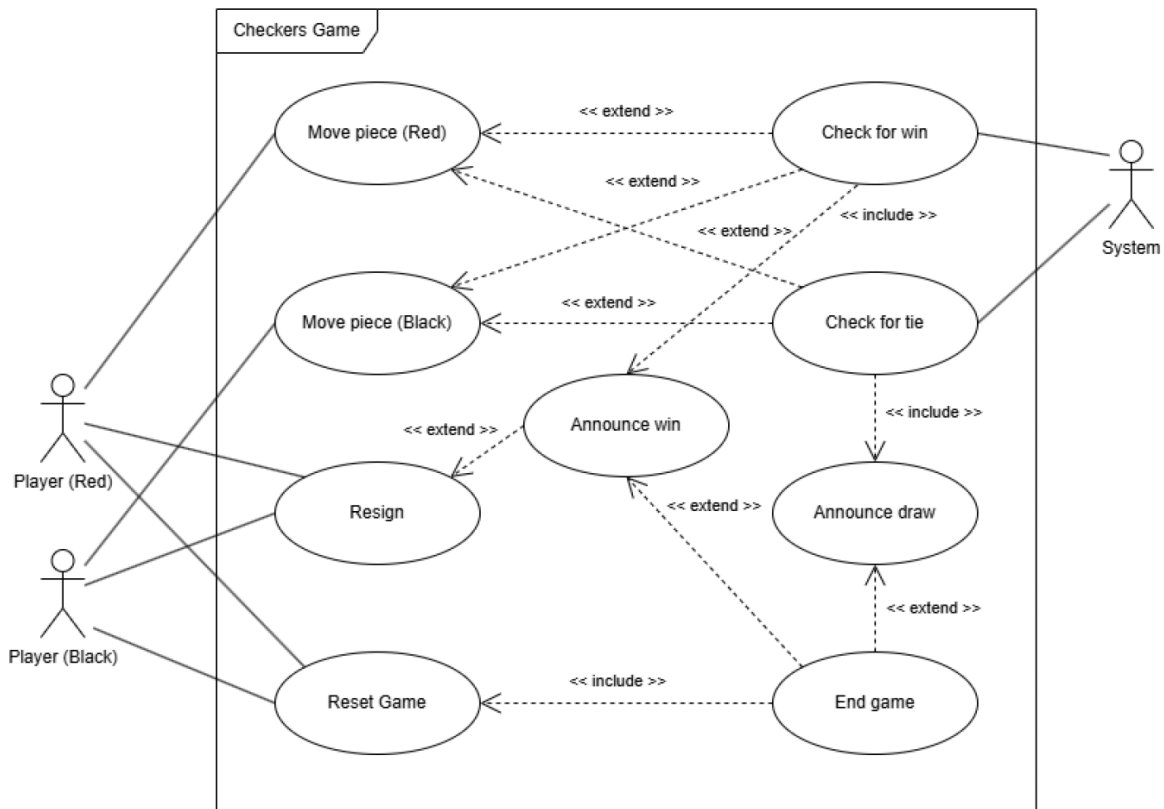 Checkers Game
Move piece (Red)
<< extend >>
Check for win
<< extend >>
<< include >>
<< extend >>
System
Move piece (Black)
<< extend >>
Check for tie
Announce win
<< include >>
<< extend >>
Player (Red)
Resign
<< extend >>
Announce draw
<< extend >>
Player (Black)
Reset Game
<< include >>
End game